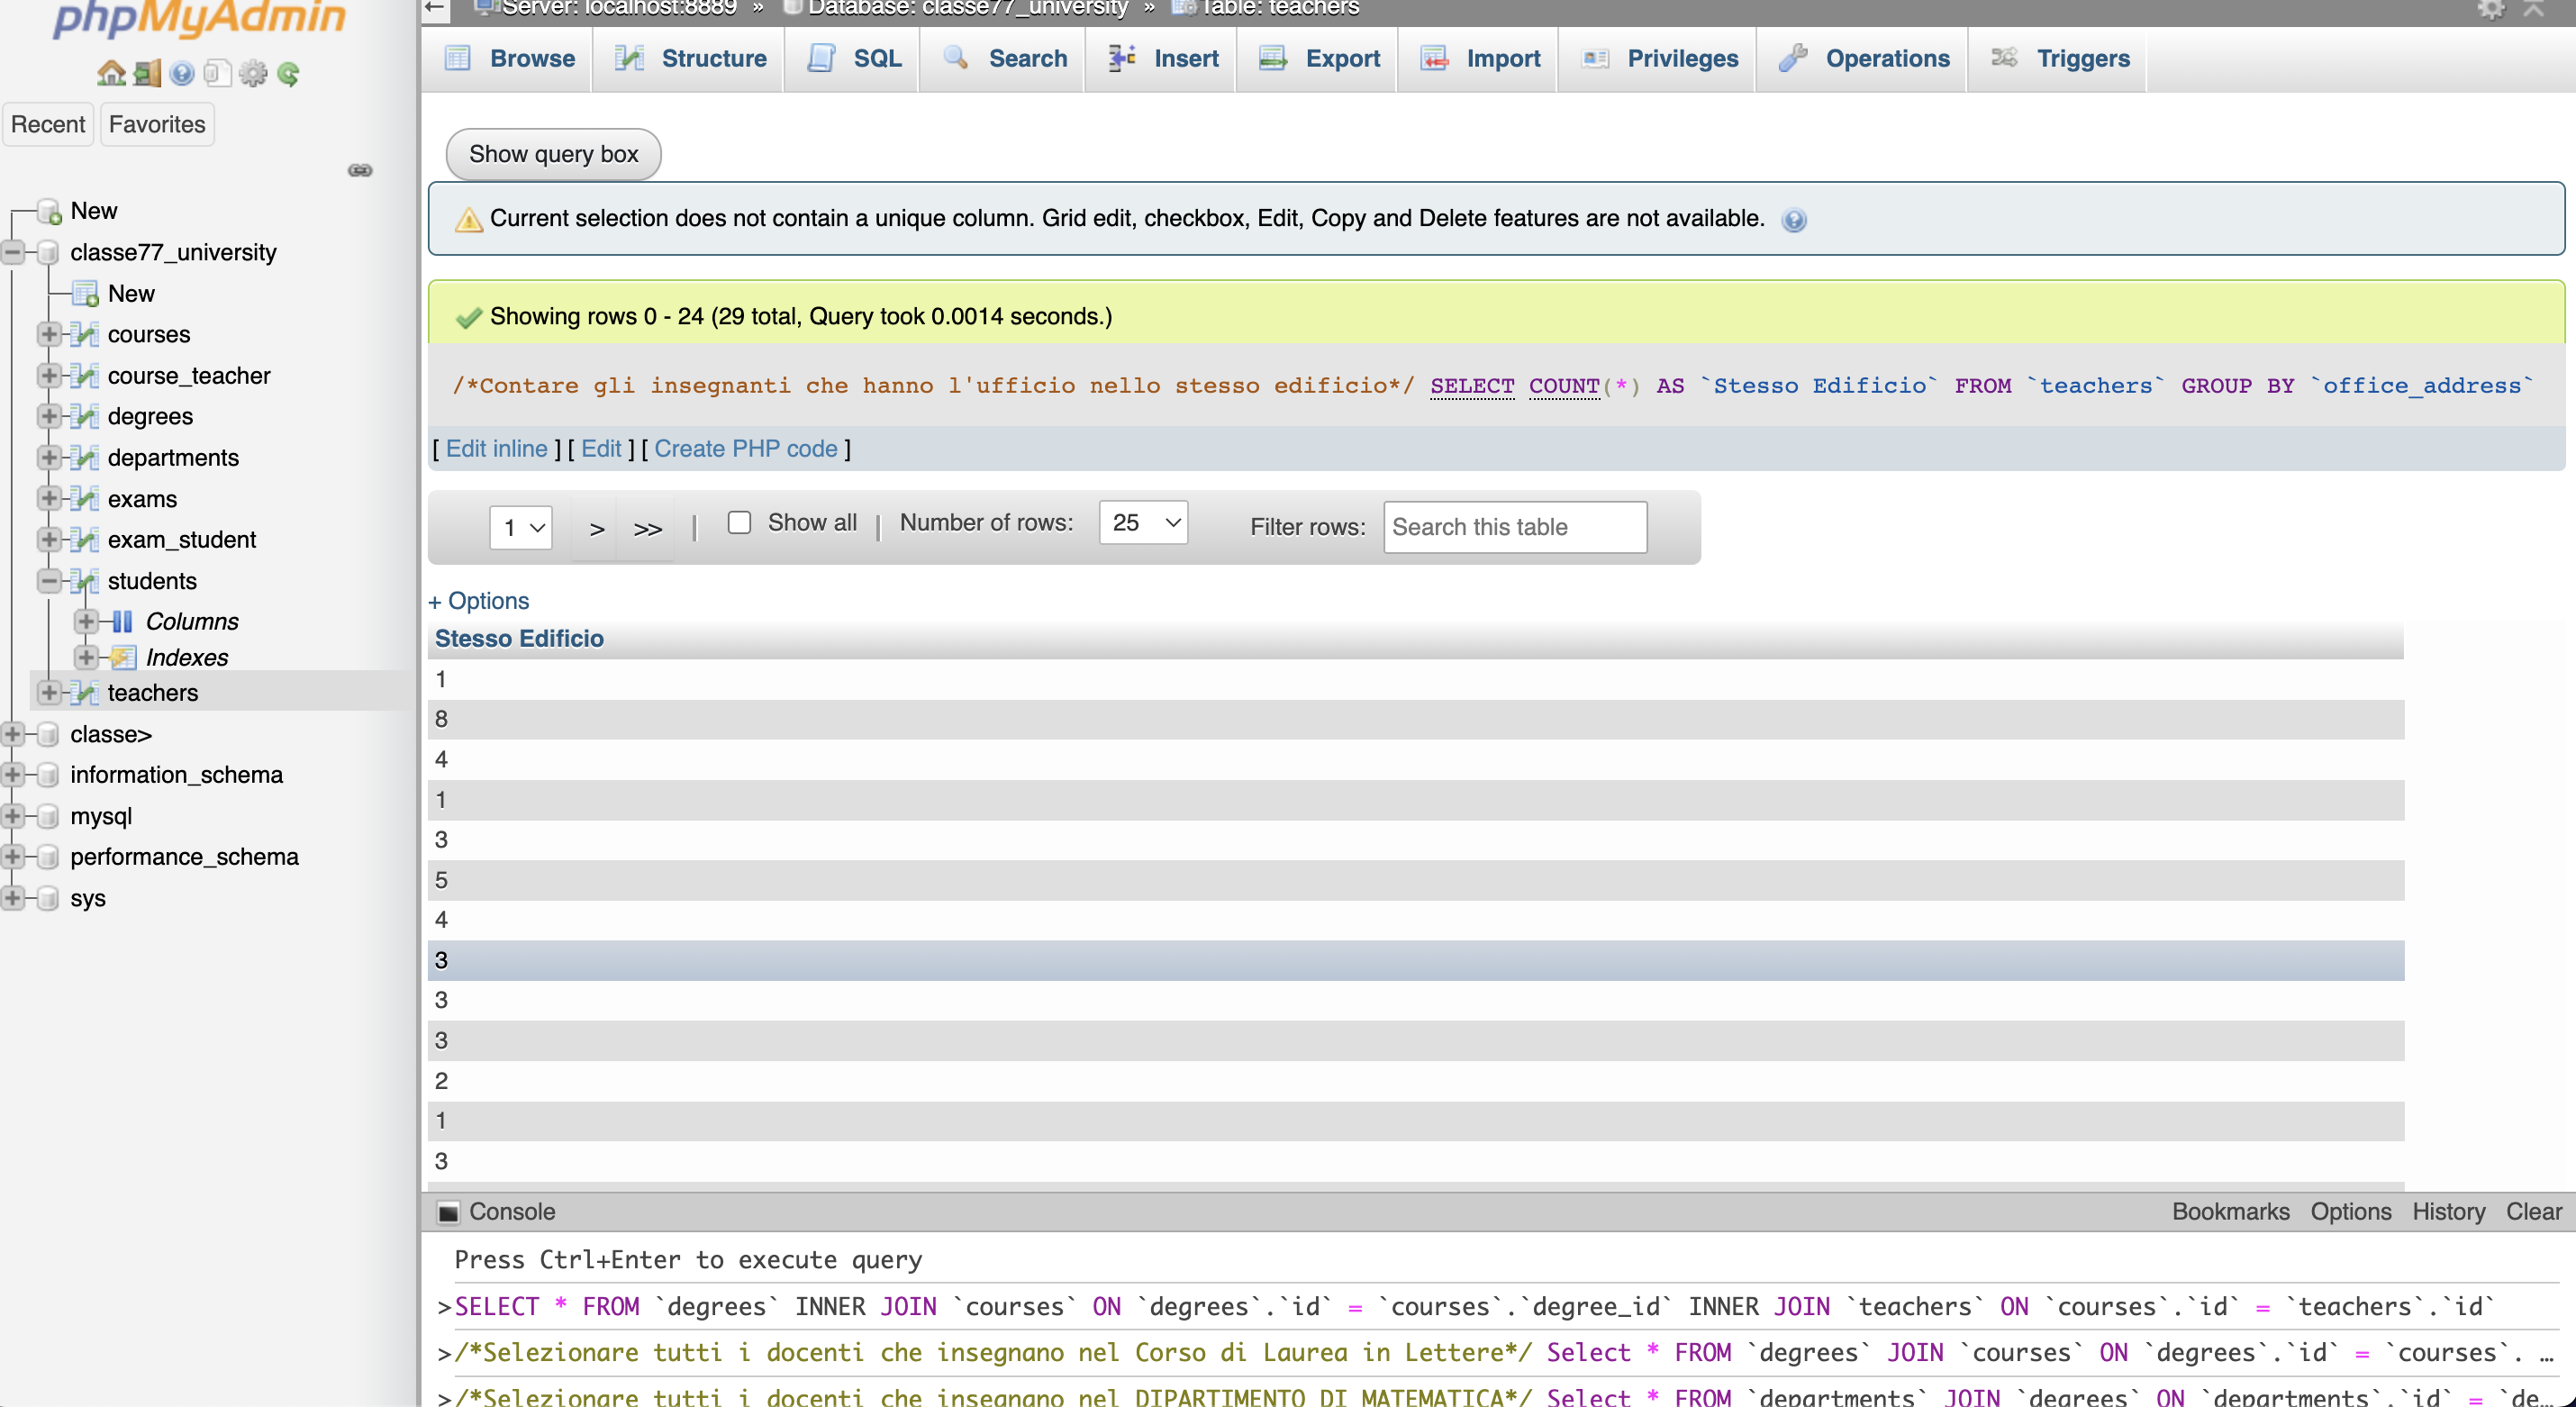 phpMyAdmin
Recent Favorites
New
classe77_university
New
courses
course_teacher
degrees
departments
exams
exam_student
students
Columns
Indexes
teachers
classe>
information_schema
mysql
performance_schema
sys
Server: localhost:8889 » Database: classe77_university » Table: teachers
Browse Structure SQL Search Insert Export Import Privileges Operations Triggers
Show query box
Current selection does not contain a unique column. Grid edit, checkbox, Edit, Copy and Delete features are not available.
Showing rows 0 - 24 (29 total, Query took 0.0014 seconds.)
/*Contare gli insegnanti che hanno l'ufficio nello stesso edificio*/ SELECT COUNT(*) AS `Stesso Edificio` FROM `teachers` GROUP BY `office_address`
[ Edit inline ] [ Edit ] [ Create PHP code ]
1 > >> | Show all | Number of rows: 25 Filter rows: Search this table
+ Options
Stesso Edificio
1
8
4
1
3
5
4
3
3
3
2
1
3
Console Bookmarks Options History Clear
Press Ctrl+Enter to execute query
>SELECT * FROM `degrees` INNER JOIN `courses` ON `degrees`.`id` = `courses`.`degree_id` INNER JOIN `teachers` ON `courses`.`id` = `teachers`.`id`
>/*Selezionare tutti i docenti che insegnano nel Corso di Laurea in Lettere*/ Select * FROM `degrees` JOIN `courses` ON `degrees`.`id` = `courses`. …
>/*Selezionare tutti i docenti che insegnano nel DIPARTIMENTO DI MATEMATICA*/ Select * FROM `departments` JOIN `degrees` ON `departments`.`id` = `de…